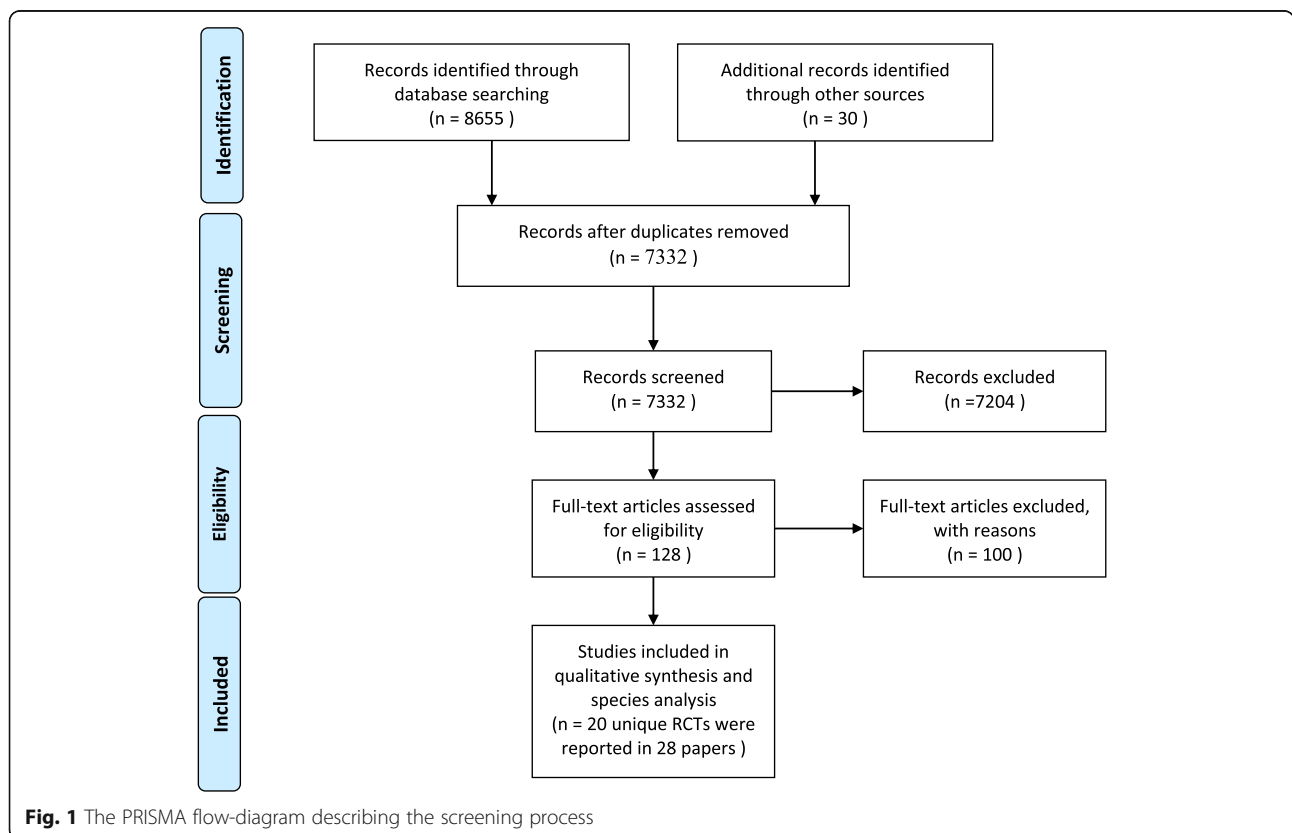 Identification
Records identified through
database searching
(n = 8655 )
Additional records identified
through other sources
(n = 30 )
Screening
Records after duplicates removed
(n = 7332 )
Records screened
(n = 7332 )
Records excluded
(n =7204 )
Eligibility
Full-text articles assessed
for eligibility
(n = 128 )
Full-text articles excluded,
with reasons
(n = 100 )
Included
Studies included in
qualitative synthesis and
species analysis
(n = 20 unique RCTs were
reported in 28 papers )
Fig. 1 The PRISMA flow-diagram describing the screening process